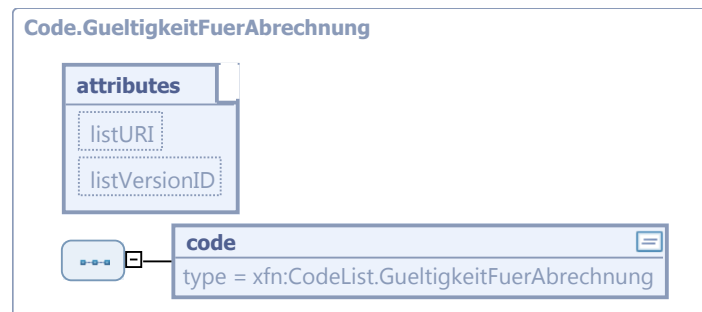 Code.GueltigkeitFuerAbrechnung
attributes
listURI
listVersionID
code
type = xfn:CodeList.GueltigkeitFuerAbrechnung